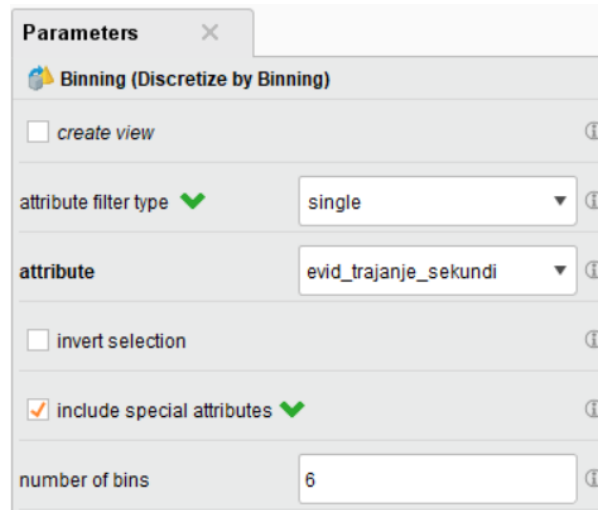 Parameters
Binning (Discretize by Binning)
create view
attribute filter type single
attribute evid_trajanje_sekundi
invert selection
include special attributes
number of bins 6